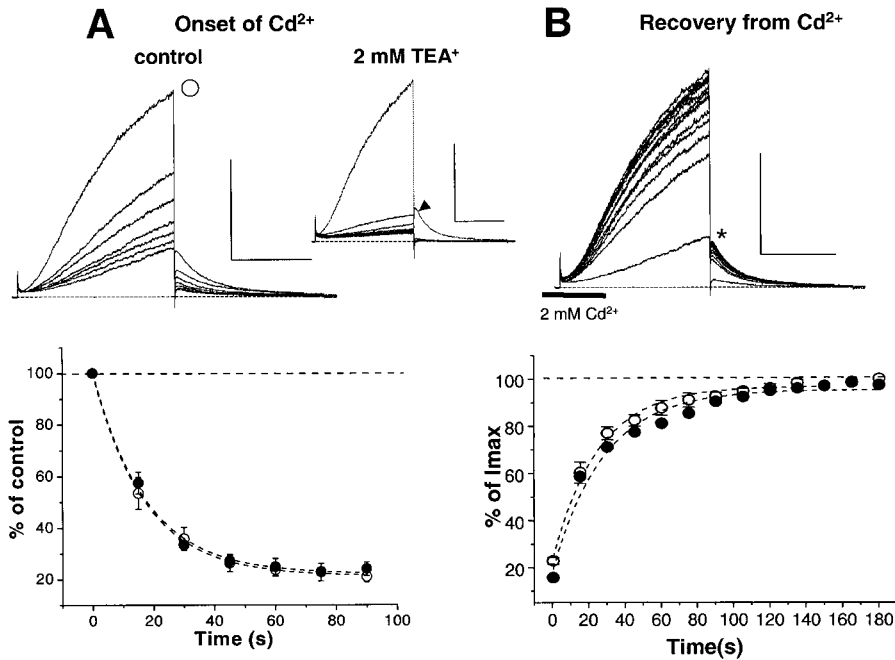 A
Onset of Cd²⁺
control
2 mM TEA⁺
B
Recovery from Cd²⁺
*
2 mM Cd²⁺
% of control
100
80
60
40
20
0 20 40 60 80 100
Time (s)
% of Imax
100
80
60
40
20
0 20 40 60 80 100 120 140 160 180
Time(s)